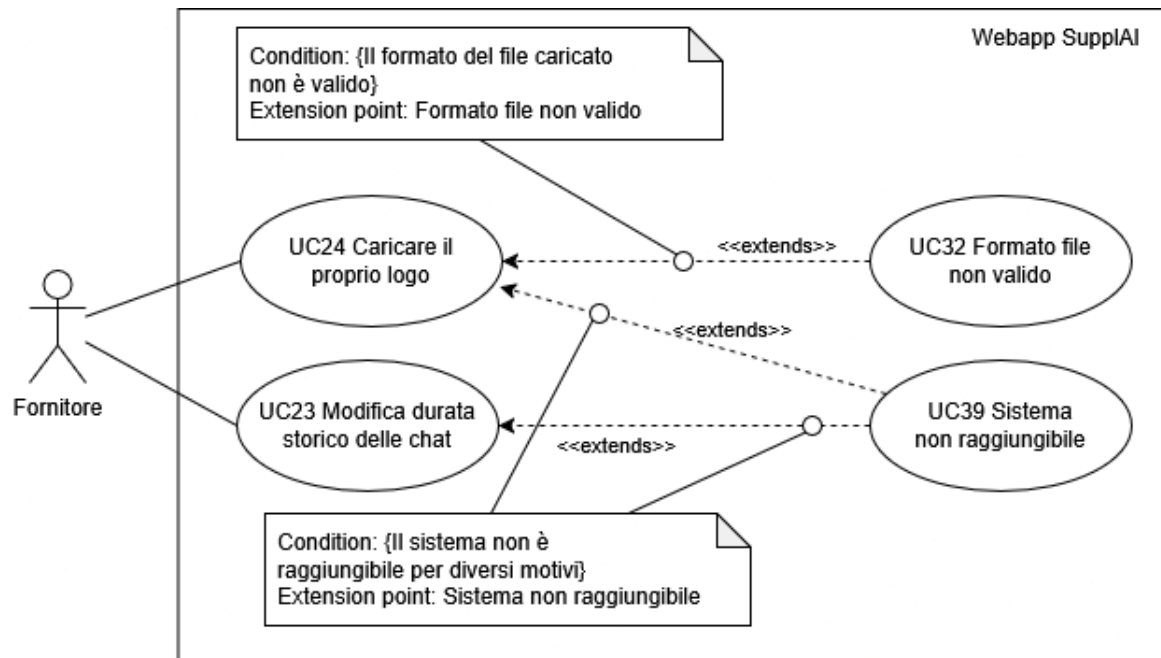 Webapp SupplAI
Condition: {Il formato del file caricato
non è valido}
Extension point: Formato file non valido
UC24 Caricare il
proprio logo
<<extends>>
UC32 Formato file
non valido
<<extends>>
Fornitore
UC23 Modifica durata
storico delle chat
<<extends>>
UC39 Sistema
non raggiungibile
Condition: {Il sistema non è
raggiungibile per diversi motivi}
Extension point: Sistema non raggiungibile